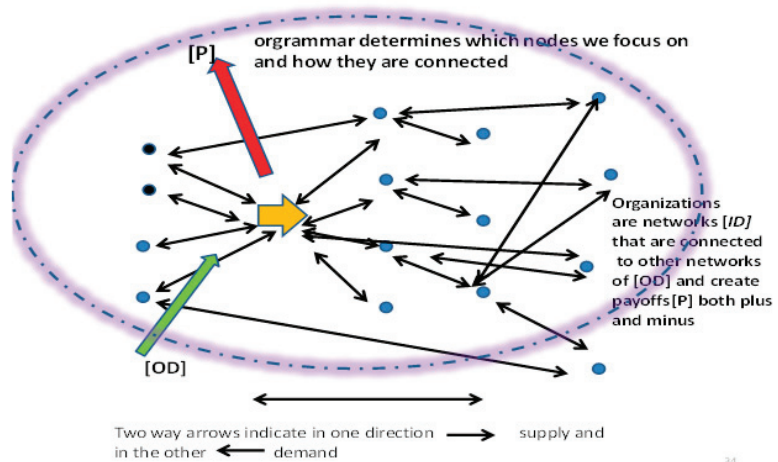 [P]
orgrammar determines which nodes we focus on
and how they are connected
Organizations
are networks [ID]
that are connected
to other networks
of [OD] and create
payoffs[P] both plus
and minus
[OD]
Two way arrows indicate in one direction supply and
in the other demand
34